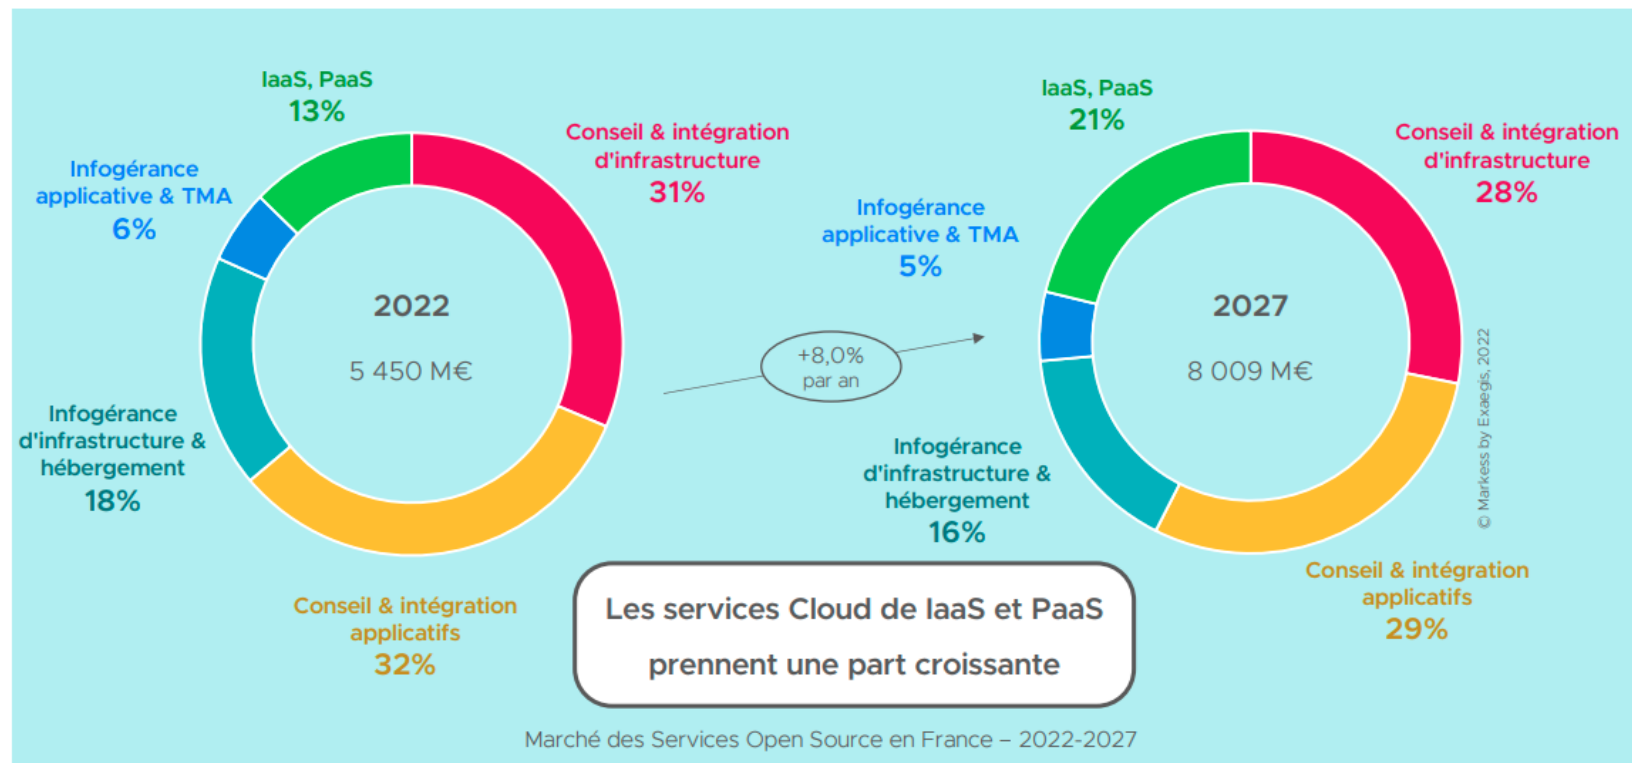 IaaS, PaaS
13%
Conseil & intégration
d'infrastructure
31%
Infogérance
applicative & TMA
6%
2022
5 450 M€
Infogérance
d'infrastructure &
hébergement
18%
Conseil & intégration
applicatifs
32%
+8,0%
par an
IaaS, PaaS
21%
Conseil & intégration
d'infrastructure
28%
Infogérance
applicative & TMA
5%
2027
8 009 M€
Infogérance
d'infrastructure &
hébergement
16%
Conseil & intégration
applicatifs
29%
© Markess by Exaegis, 2022
Les services Cloud de IaaS et PaaS
prennent une part croissante
Marché des Services Open Source en France – 2022-2027